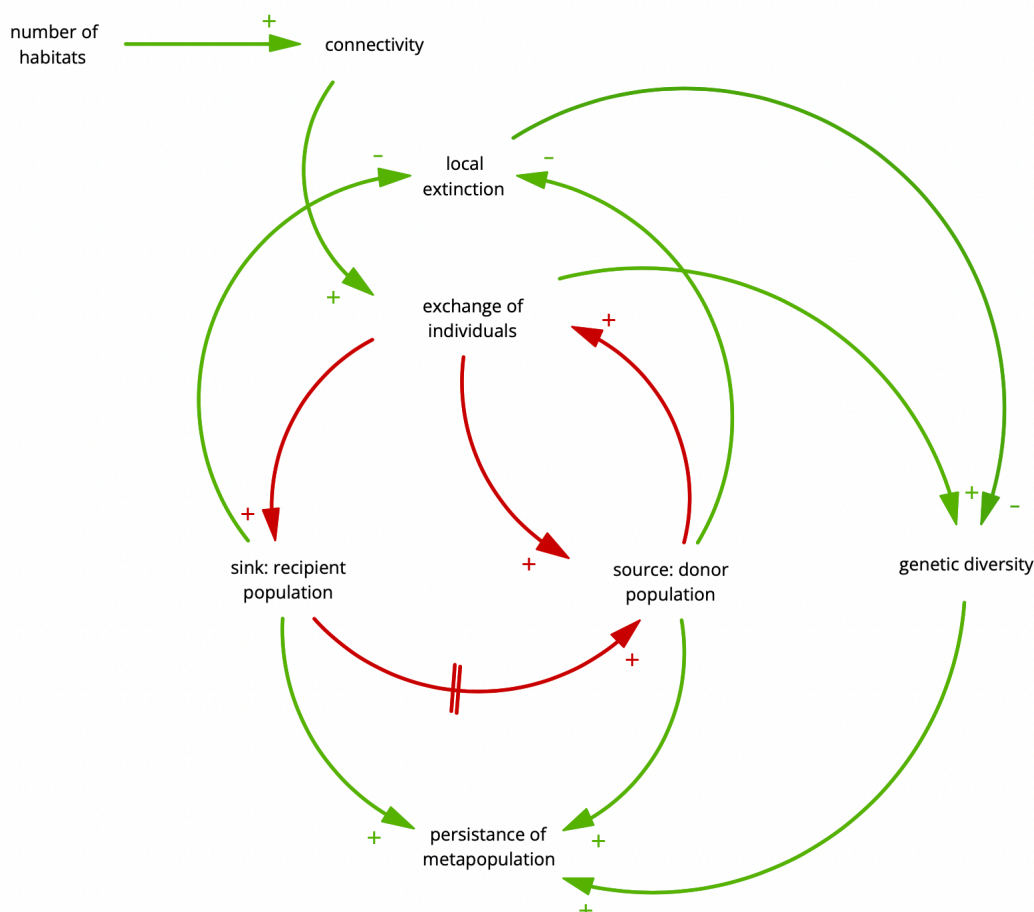 number of
habitats
+
connectivity
-
local
extinction
-
+
exchange of
individuals
+
+
+
+
-
sink: recipient
population
+
source: donor
population
genetic diversity
+
+
persistance of
metapopulation
+
+